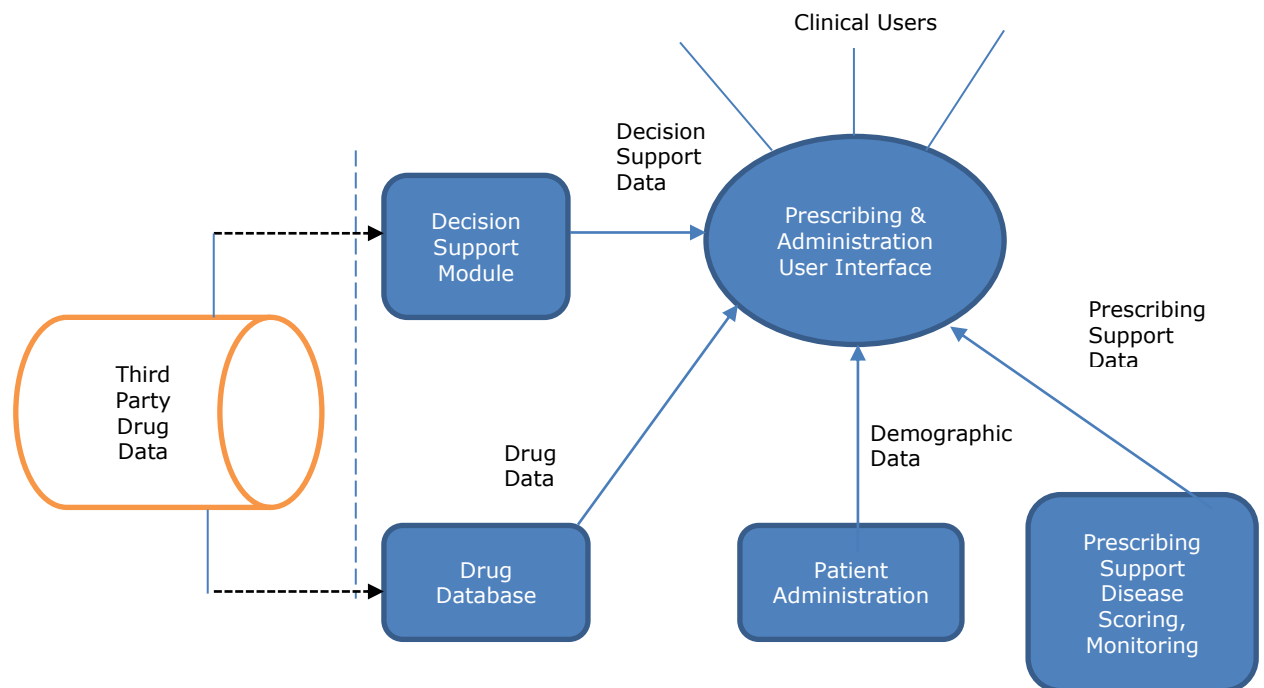 Clinical Users
Decision
Support
Data
Decision
Support
Module
Prescribing &
Administration
User Interface
Prescribing
Support
Data
Third
Party
Drug
Data
Drug
Data
Demographic
Data
Drug
Database
Patient
Administration
Prescribing
Support
Disease
Scoring,
Monitoring